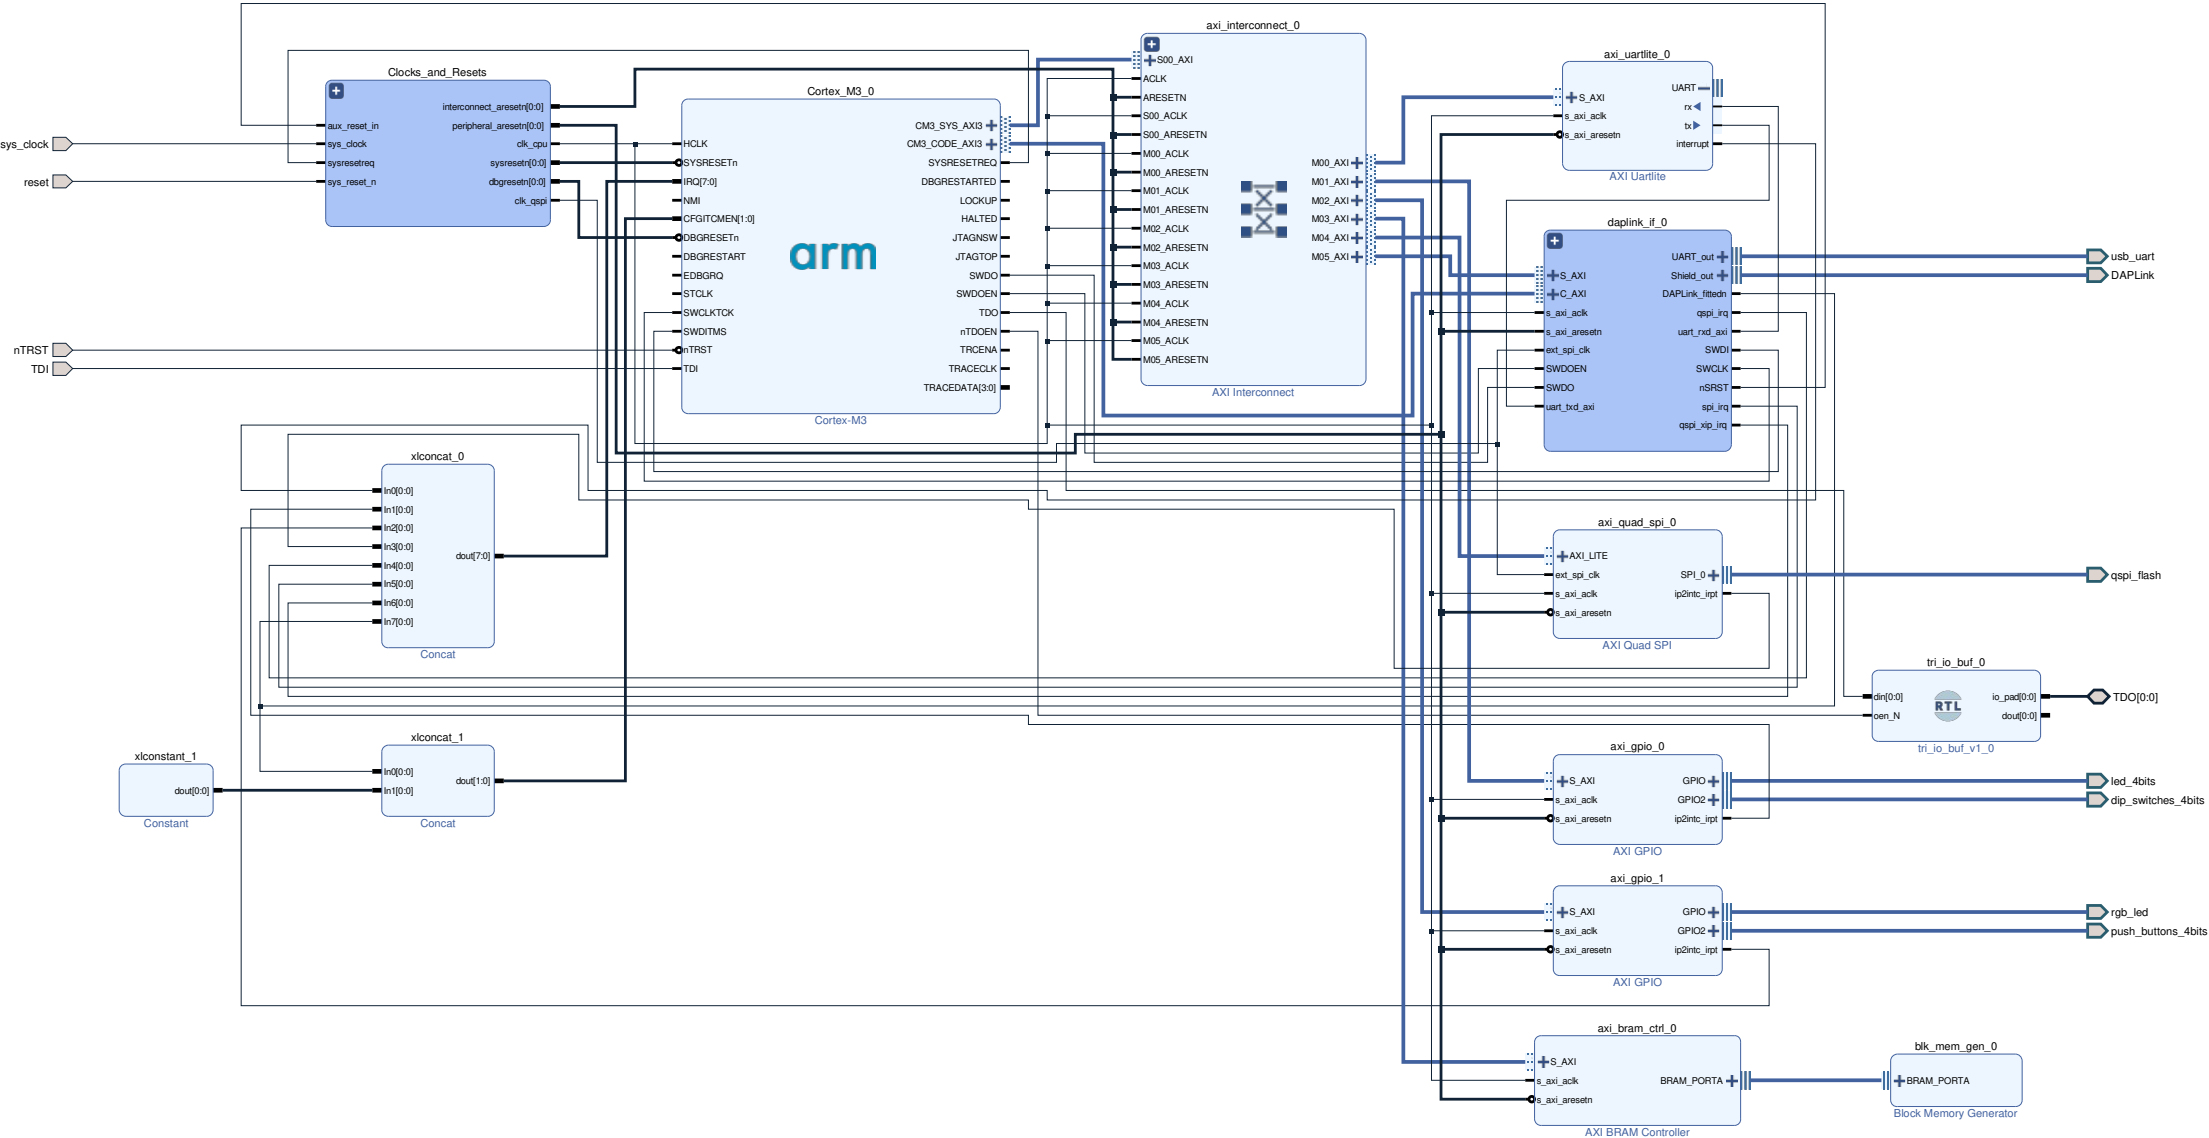 sys_clock
reset
nTRST
TDI
Clocks_and_Resets
aux_reset_in
sys_clock
sysresetreq
sys_reset_n
interconnect_aresetn[0:0]
peripheral_aresetn[0:0]
clk_cpu
sysresetn[0:0]
dbgresetn[0:0]
clk_qspi
Cortex_M3_0
HCLK
SYSRESETn
IRQ[7:0]
NMI
CFGITCMEN[1:0]
DBGRESETn
DBGRESTART
EDBGRQ
STCLK
SWCLKTCK
SWDITMS
nTRST
TDI
arm
CM3_SYS_AXI3
CM3_CODE_AXI3
SYSRESETREQ
DBGRESTARTED
LOCKUP
HALTED
JTAGNSW
JTAGTOP
SWDO
SWDOEN
TDO
nTDOEN
TRCENA
TRACECLK
TRACEDATA[3:0]
Cortex-M3
axi_interconnect_0
S00_AXI
ACLK
ARESETN
S00_ACLK
S00_ARESETN
M00_ACLK
M00_ARESETN
M01_ACLK
M01_ARESETN
M02_ACLK
M02_ARESETN
M03_ACLK
M03_ARESETN
M04_ACLK
M04_ARESETN
M05_ACLK
M05_ARESETN
M00_AXI
M01_AXI
M02_AXI
M03_AXI
M04_AXI
M05_AXI
AXI Interconnect
axi_uartlite_0
S_AXI
s_axi_aclk
s_axi_aresetn
UART
rx
tx
interrupt
AXI Uartlite
daplink_if_0
S_AXI
C_AXI
s_axi_aclk
s_axi_aresetn
ext_spi_clk
SWDOEN
SWDO
uart_txd_axi
UART_out
Shield_out
DAPLink_fittedn
qspi_irq
uart_rxd_axi
SWDI
SWCLK
nSRST
spi_irq
qspi_xip_irq
usb_uart
DAPLink
xlconcat_0
In0[0:0]
In1[0:0]
In2[0:0]
In3[0:0]
In4[0:0]
In5[0:0]
In6[0:0]
In7[0:0]
dout[7:0]
Concat
axi_quad_spi_0
AXI_LITE
ext_spi_clk
s_axi_aclk
s_axi_aresetn
SPI_0
ip2intc_irpt
AXI Quad SPI
qspi_flash
tri_io_buf_0
din[0:0]
oen_N
RTL
io_pad[0:0]
dout[0:0]
tri_io_buf_v1_0
TDO[0:0]
xlconstant_1
dout[0:0]
Constant
xlconcat_1
In0[0:0]
In1[0:0]
dout[1:0]
Concat
axi_gpio_0
S_AXI
s_axi_aclk
s_axi_aresetn
GPIO
GPIO2
ip2intc_irpt
AXI GPIO
led_4bits
dip_switches_4bits
axi_gpio_1
S_AXI
s_axi_aclk
s_axi_aresetn
GPIO
GPIO2
ip2intc_irpt
AXI GPIO
rgb_led
push_buttons_4bits
axi_bram_ctrl_0
S_AXI
s_axi_aclk
s_axi_aresetn
BRAM_PORTA
AXI BRAM Controller
blk_mem_gen_0
BRAM_PORTA
Block Memory Generator